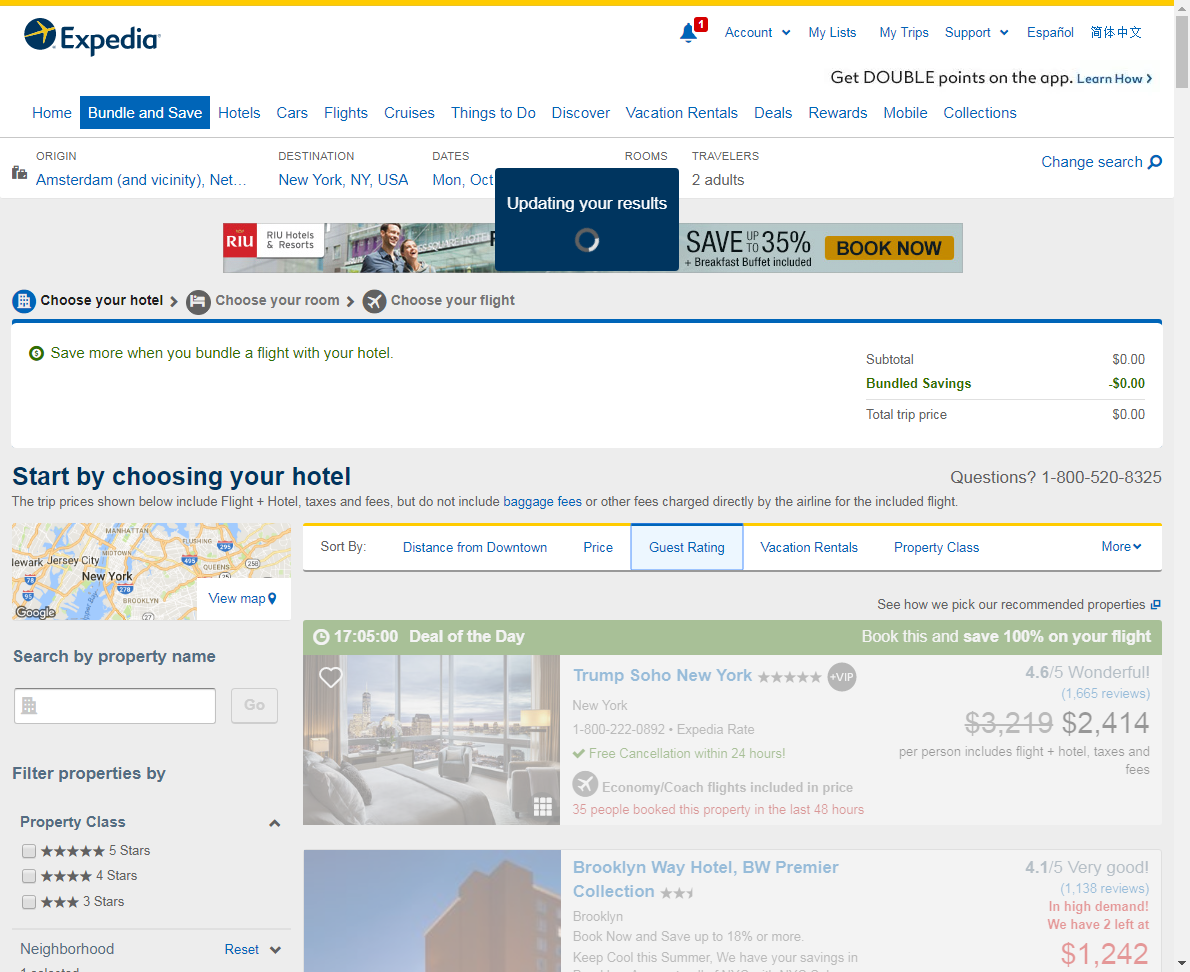 Expedia
1
Account
My Lists
My Trips
Support
Español
简体中文
Get DOUBLE points on the app. Learn How
Home
Bundle and Save
Hotels
Cars
Flights
Cruises
Things to Do
Discover
Vacation Rentals
Deals
Rewards
Mobile
Collections
ORIGIN
Amsterdam (and vicinity), Net...
DESTINATION
New York, NY, USA
DATES
Mon, Oct
ROOMS
TRAVELERS
2 adults
Change search
Updating your results
RIU
RIU Hotels
& Resorts
SAVE UP TO 35%
+ Breakfast Buffet included
BOOK NOW
Choose your hotel
Choose your room
Choose your flight
Save more when you bundle a flight with your hotel.
Subtotal $0.00
Bundled Savings -$0.00
Total trip price $0.00
Start by choosing your hotel
Questions? 1-800-520-8325
The trip prices shown below include Flight + Hotel, taxes and fees, but do not include baggage fees or other fees charged directly by the airline for the included flight.
MANHATTAN
FLUSHING
295
MIDTOWN
ewark
Jersey City
495
QUEENS
258
78
New York
278
95
BROOKLYN
27
Google
View map
Sort By:
Distance from Downtown
Price
Guest Rating
Vacation Rentals
Property Class
More
See how we pick our recommended properties
17:05:00 Deal of the Day
Book this and save 100% on your flight
Search by property name
Go
Filter properties by
Property Class
5 Stars
4 Stars
3 Stars
Neighborhood
Reset
1 selected
Trump Soho New York
+VIP
New York
1-800-222-0892 • Expedia Rate
Free Cancellation within 24 hours!
Economy/Coach flights included in price
35 people booked this property in the last 48 hours
4.6/5 Wonderful!
(1,665 reviews)
$3,219 $2,414
per person includes flight + hotel, taxes and
fees
Brooklyn Way Hotel, BW Premier
Collection
Brooklyn
Book Now and Save up to 18% or more.
Keep Cool this Summer, We have your savings in
4.1/5 Very good!
(1,138 reviews)
In high demand!
We have 2 left at
$1,242